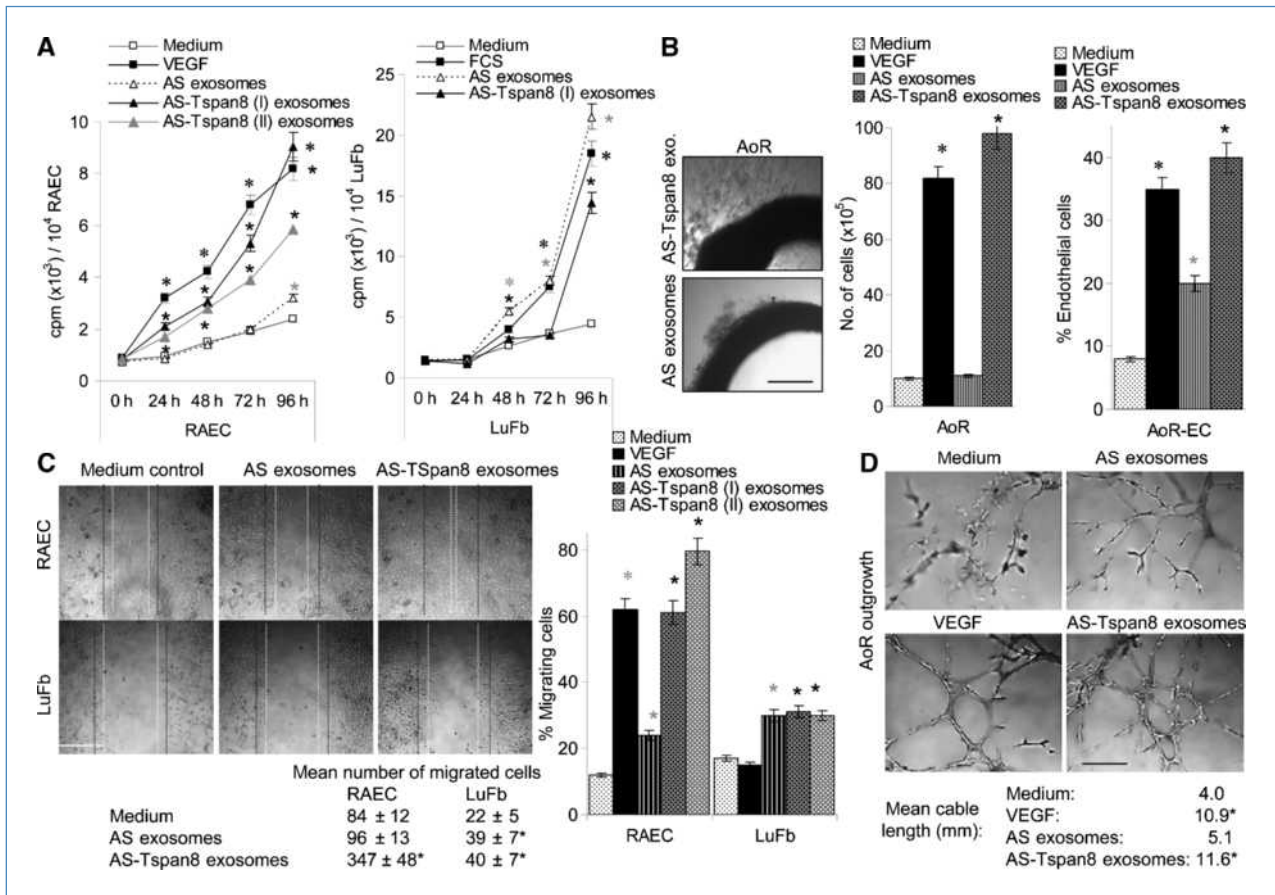 A
Medium
VEGF
AS exosomes
AS-Tspan8 (I) exosomes
AS-Tspan8 (II) exosomes
cpm (x10³) / 10⁴ RAEC
10
8
6
4
2
0
* * * * * * * * * * * *
0 h 24 h 48 h 72 h 96 h
RAEC
Medium
FCS
AS exosomes
AS-Tspan8 (I) exosomes
cpm (x10³) / 10⁴ LuFb
25
20
15
10
5
0
* * * * * * *
0 h 24 h 48 h 72 h 96 h
LuFb
B
AoR
AS-Tspan8 exo.
AS exosomes
Medium
VEGF
AS exosomes
AS-Tspan8 exosomes
No. of cells (x10⁵)
100
80
60
40
20
0
* *
AoR
Medium
VEGF
AS exosomes
AS-Tspan8 exosomes
% Endothelial cells
40
30
20
10
0
* * *
AoR-EC
C
Medium control AS exosomes AS-TSpan8 exosomes
RAEC
LuFb
Mean number of migrated cells
RAEC LuFb
Medium 84 ± 12 22 ± 5
AS exosomes 96 ± 13 39 ± 7*
AS-Tspan8 exosomes 347 ± 48* 40 ± 7*
Medium
VEGF
AS exosomes
AS-Tspan8 (I) exosomes
AS-Tspan8 (II) exosomes
% Migrating cells
80
60
40
20
0
* * * * * * *
RAEC LuFb
D
Medium AS exosomes
VEGF AS-Tspan8 exosomes
AoR outgrowth
Mean cable length (mm):
Medium: 4.0
VEGF: 10.9*
AS exosomes: 5.1
AS-Tspan8 exosomes: 11.6*